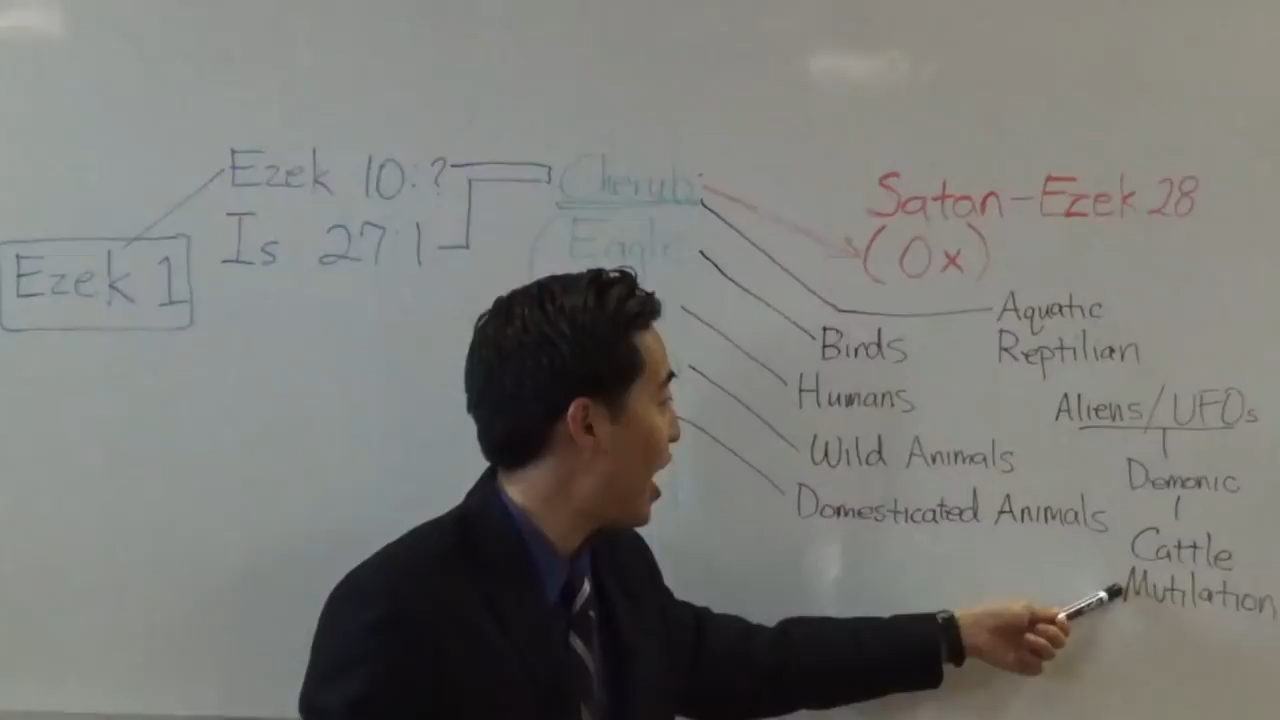 Ezek 10:?
Is 27:1
Ezek 1
Cherub
Eagle
Satan-Ezek 28
(Ox)
Aquatic
Reptilian
Birds
Humans
Wild Animals
Domesticated Animals
Aliens/UFOs
Demonic
Cattle
Mutilation